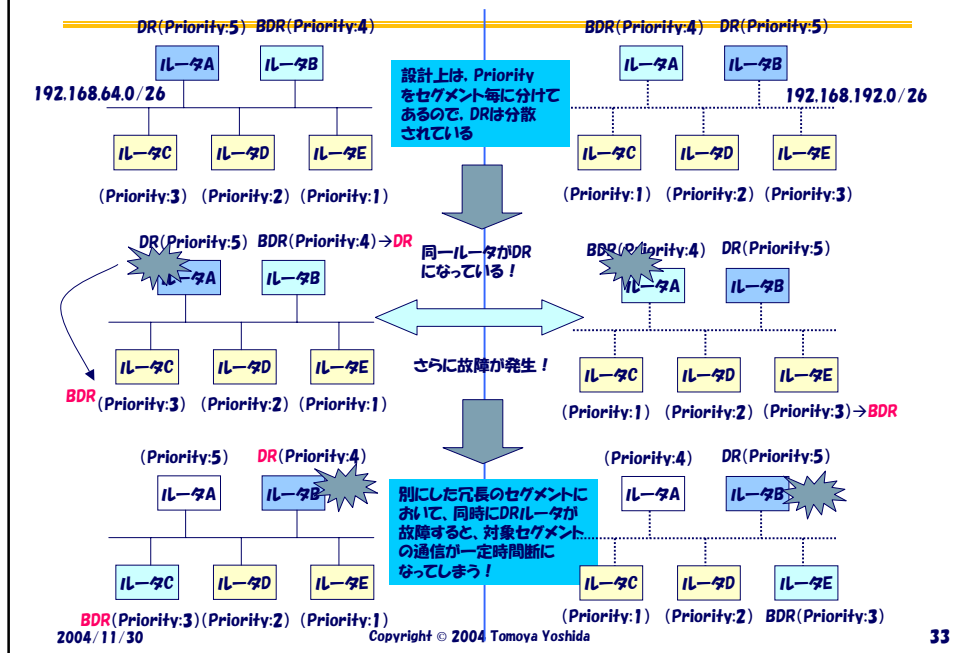 DR(Priority:5) BDR(Priority:4)
ルータA ルータB
192.168.64.0/26
ルータC ルータD ルータE
(Priority:3) (Priority:2) (Priority:1)
設計上は，Priority
をセグメント毎に分けて
あるので，DRは分散
されている
BDR(Priority:4) DR(Priority:5)
ルータA ルータB
192.168.192.0/26
ルータC ルータD ルータE
(Priority:1) (Priority:2) (Priority:3)
DR(Priority:5) BDR(Priority:4)→DR
ルータA ルータB
ルータC ルータD ルータE
BDR(Priority:3) (Priority:2) (Priority:1)
同一ルータがDR
になっている！
さらに故障が発生！
BDR(Priority:4) DR(Priority:5)
ルータA ルータB
ルータC ルータD ルータE
(Priority:1) (Priority:2) (Priority:3)→BDR
(Priority:5) DR(Priority:4)
ルータA ルータB
ルータC ルータD ルータE
BDR(Priority:3)(Priority:2) (Priority:1)
別にした冗長のセグメントに
おいて、同時にDRルータが
故障すると、対象セグメント
の通信が一定時間断に
なってしまう！
(Priority:4) DR(Priority:5)
ルータA ルータB
ルータC ルータD ルータE
(Priority:1) (Priority:2) BDR(Priority:3)
2004/11/30 Copyright © 2004 Tomoya Yoshida 33